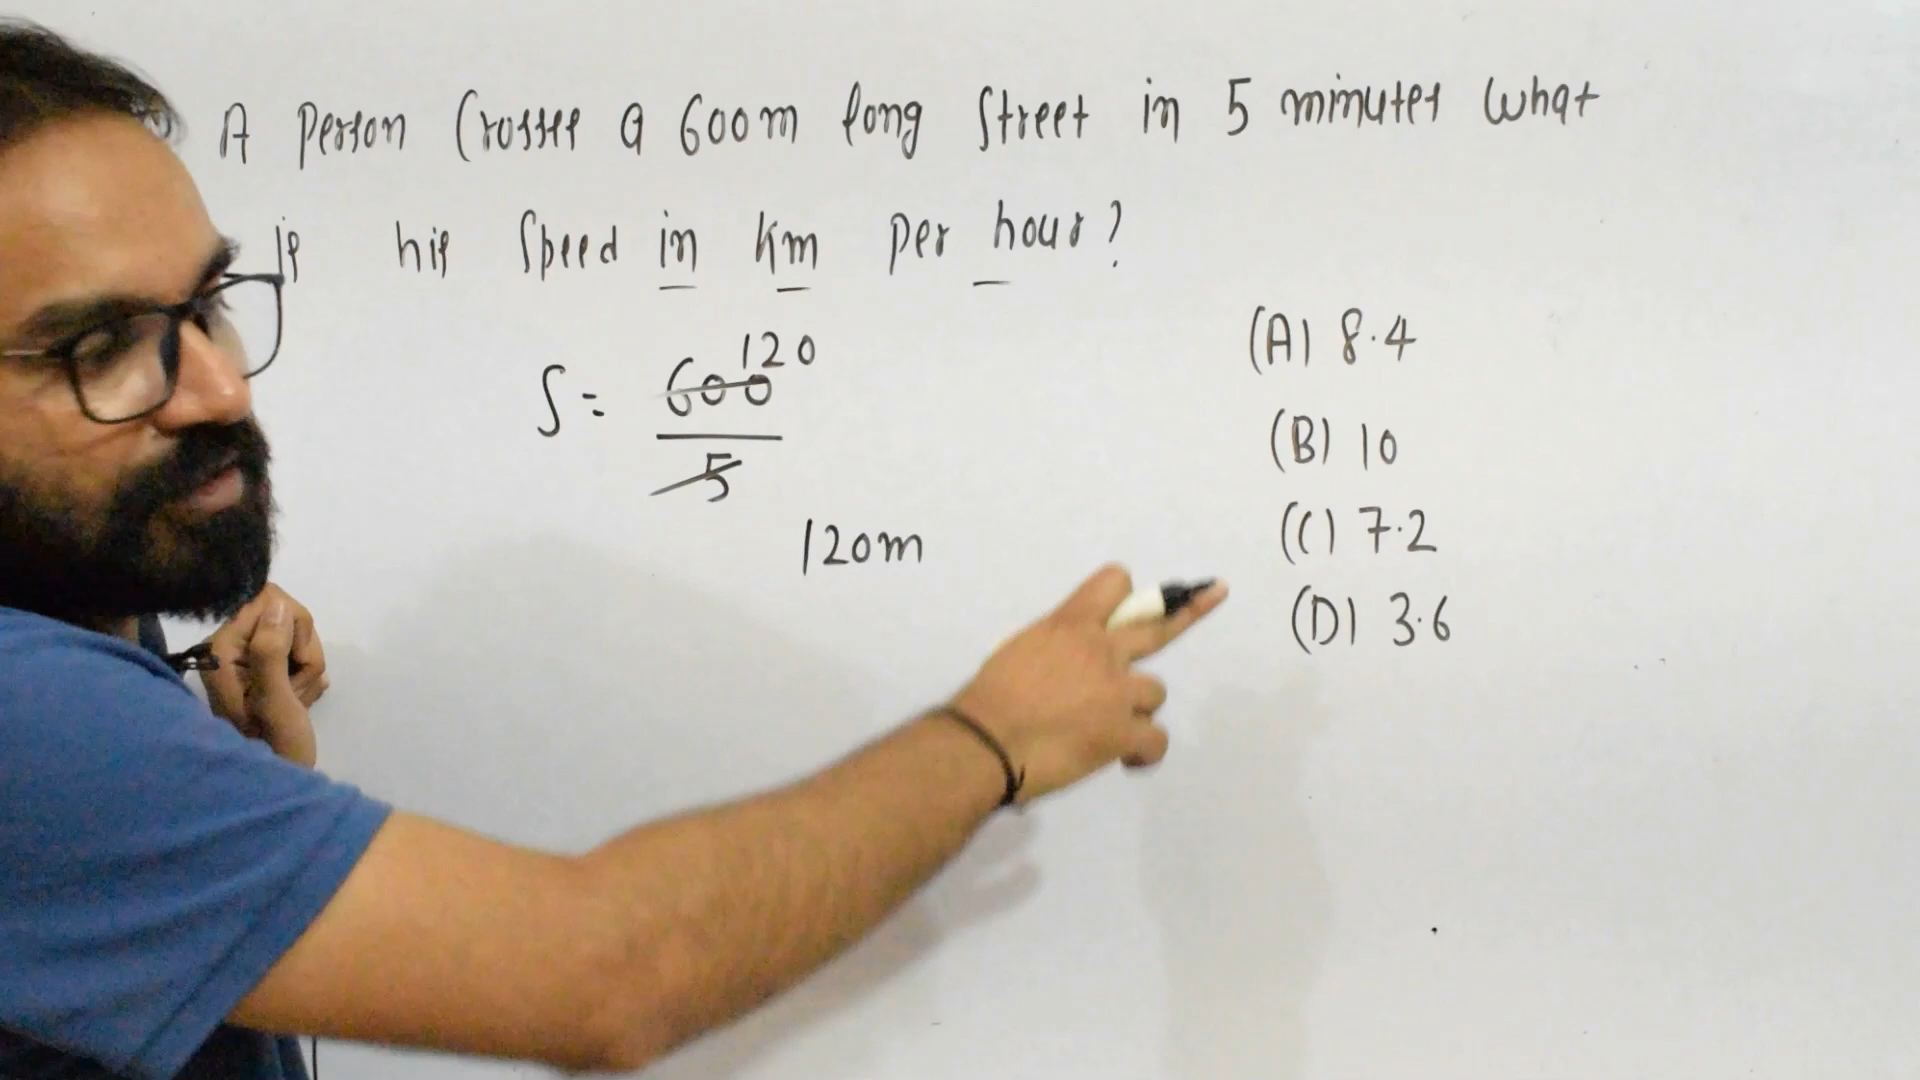 A Person Crosses a 600m long Street in 5 minutes What
is his Speed in Km Per hour?
S = 600 120
5
120m
(A) 8.4
(B) 10
(C) 7.2
(D) 3.6